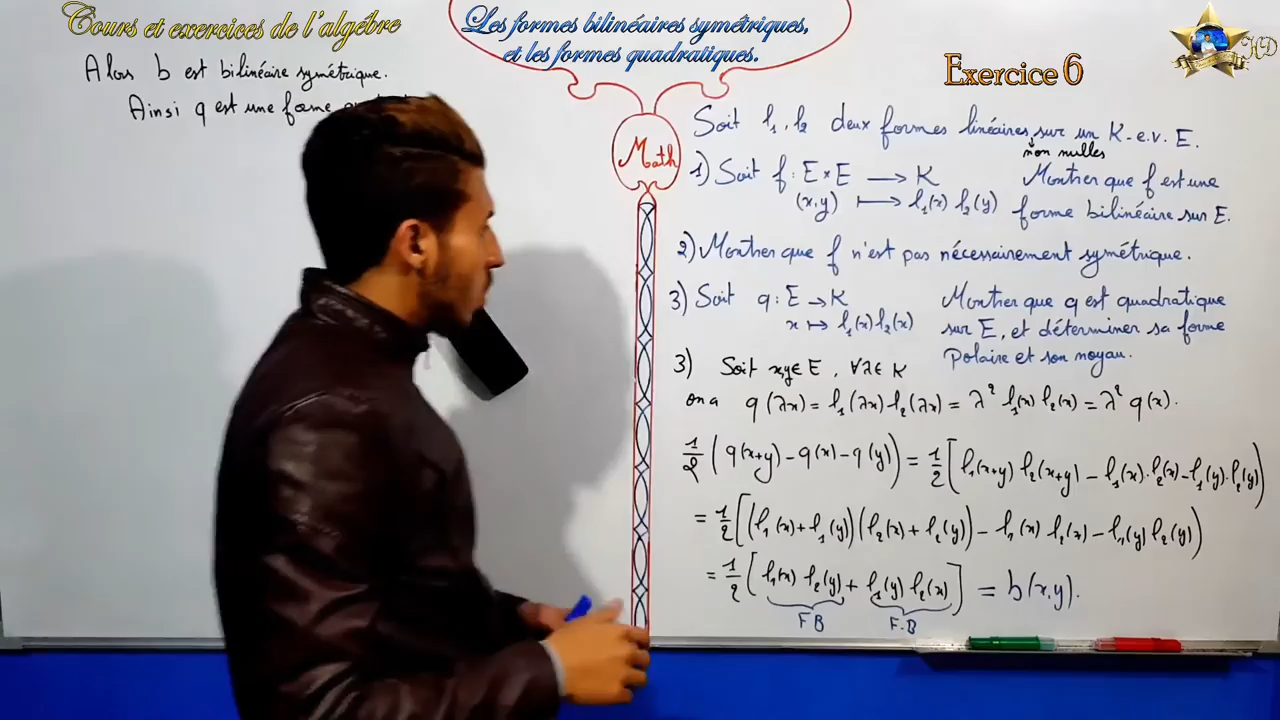 Cours et exercices de l'algébre
Alors b est bilinéaire symétrique.
Ainsi q est une forme
Les formes bilinéaires symétriques,
et les formes quadratiques.
Math
HD
Exercice 6
Soit l₁, l₂ deux formes linéaires sur un K-e.v. E.
non nulles
1) Soit f: E×E → K Montrer que f est une
(x,y) ↦ l₁(x) l₂(y) forme bilinéaire sur E.
2) Montrer que f n'est pas nécessairement symétrique.
3) Soit q: E → K Montrer que q est quadratique
x ↦ l₁(x) l₂(x) sur E, et déterminer sa forme
Polaire et son noyau.
3) Soit x,y ∈ E, ∀λ ∈ K
on a q(λx) = l₁(λx) l₂(λx) = λ² l₁(x) l₂(x) = λ² q(x).
1/2 (q(x+y) - q(x) - q(y)) = 1/2 [l₁(x+y) l₂(x+y) - l₁(x).l₂(x) - l₁(y).l₂(y)]
= 1/2 [(l₁(x) + l₁(y))(l₂(x) + l₂(y)) - l₁(x) l₂(x) - l₁(y) l₂(y)]
= 1/2 [l₁(x) l₂(y) + l₁(y) l₂(x)] = b(x,y).
FB F.B